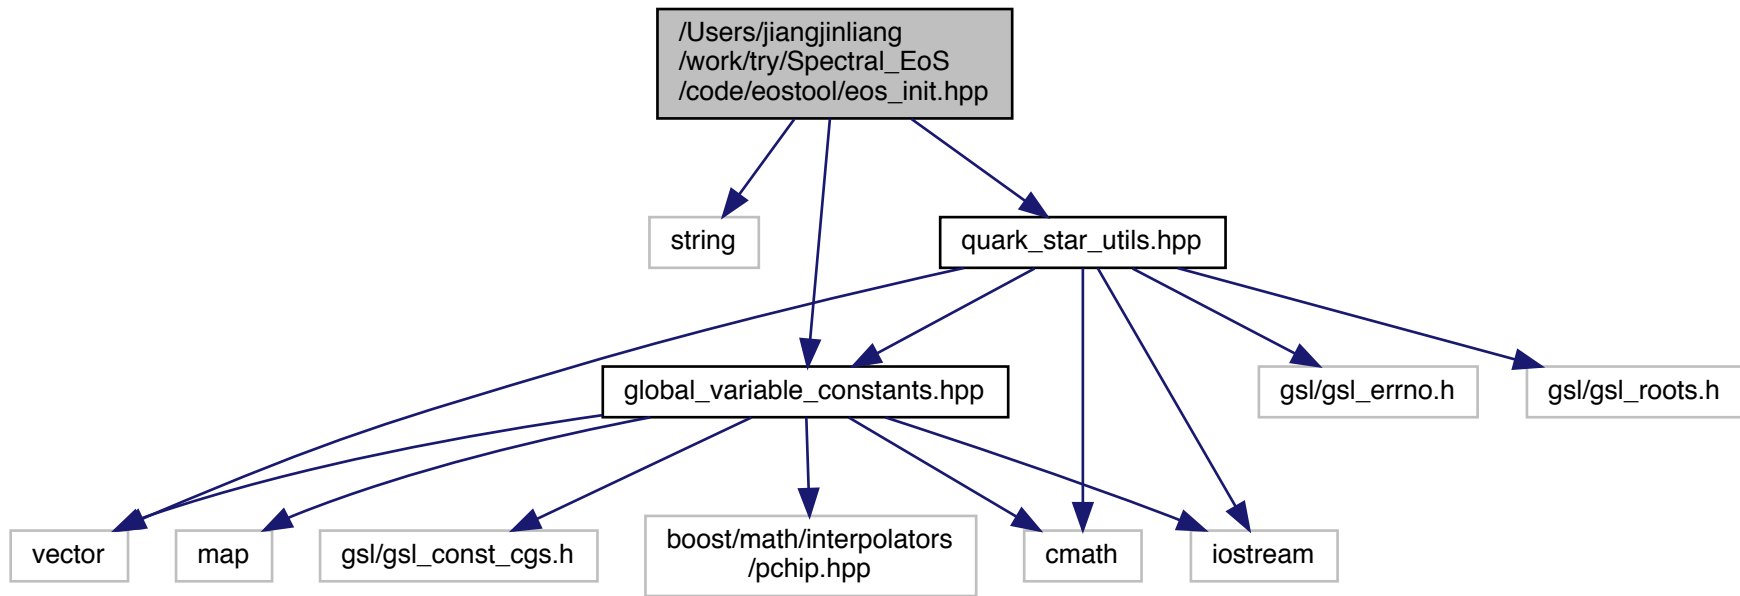 /Users/jiangjinliang
/work/try/Spectral_EoS
/code/eostool/eos_init.hpp
string
quark_star_utils.hpp
global_variable_constants.hpp
gsl/gsl_errno.h
gsl/gsl_roots.h
vector
map
gsl/gsl_const_cgs.h
boost/math/interpolators
/pchip.hpp
cmath
iostream